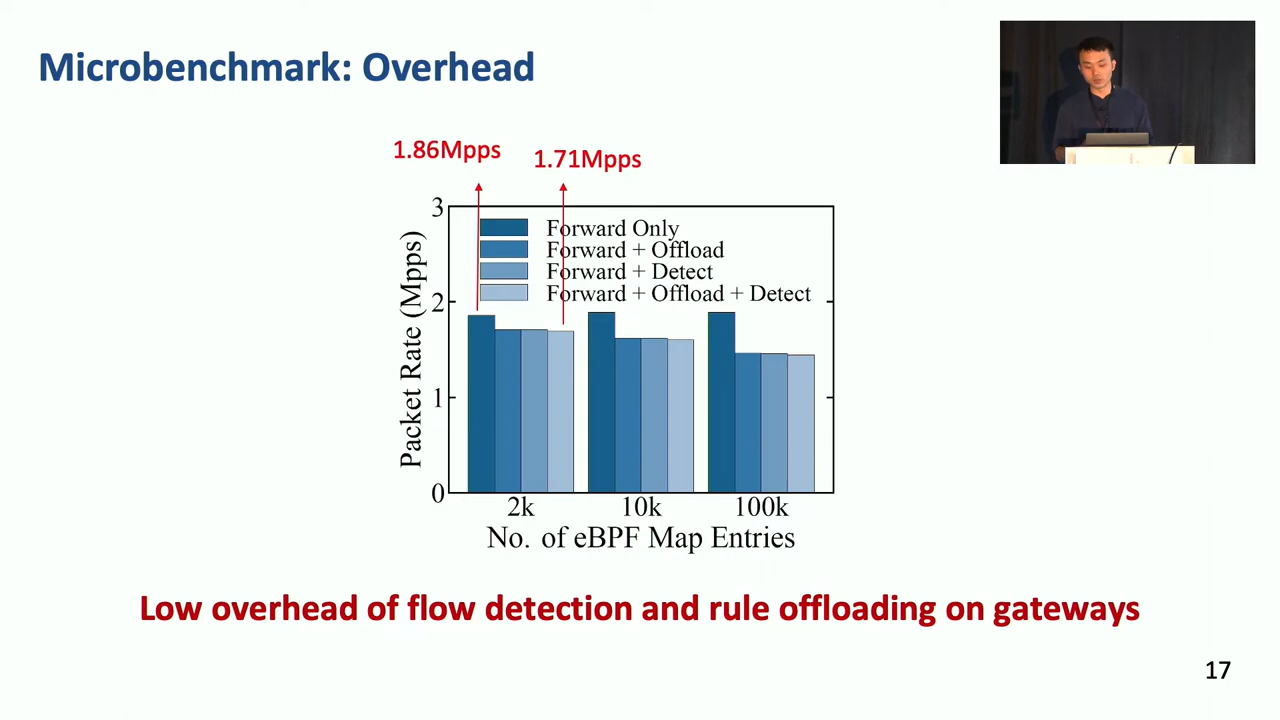 Microbenchmark: Overhead
1.86Mpps
1.71Mpps
3
2
1
0
Packet Rate (Mpps)
Forward Only
Forward + Offload
Forward + Detect
Forward + Offload + Detect
2k
10k
100k
No. of eBPF Map Entries
Low overhead of flow detection and rule offloading on gateways
17